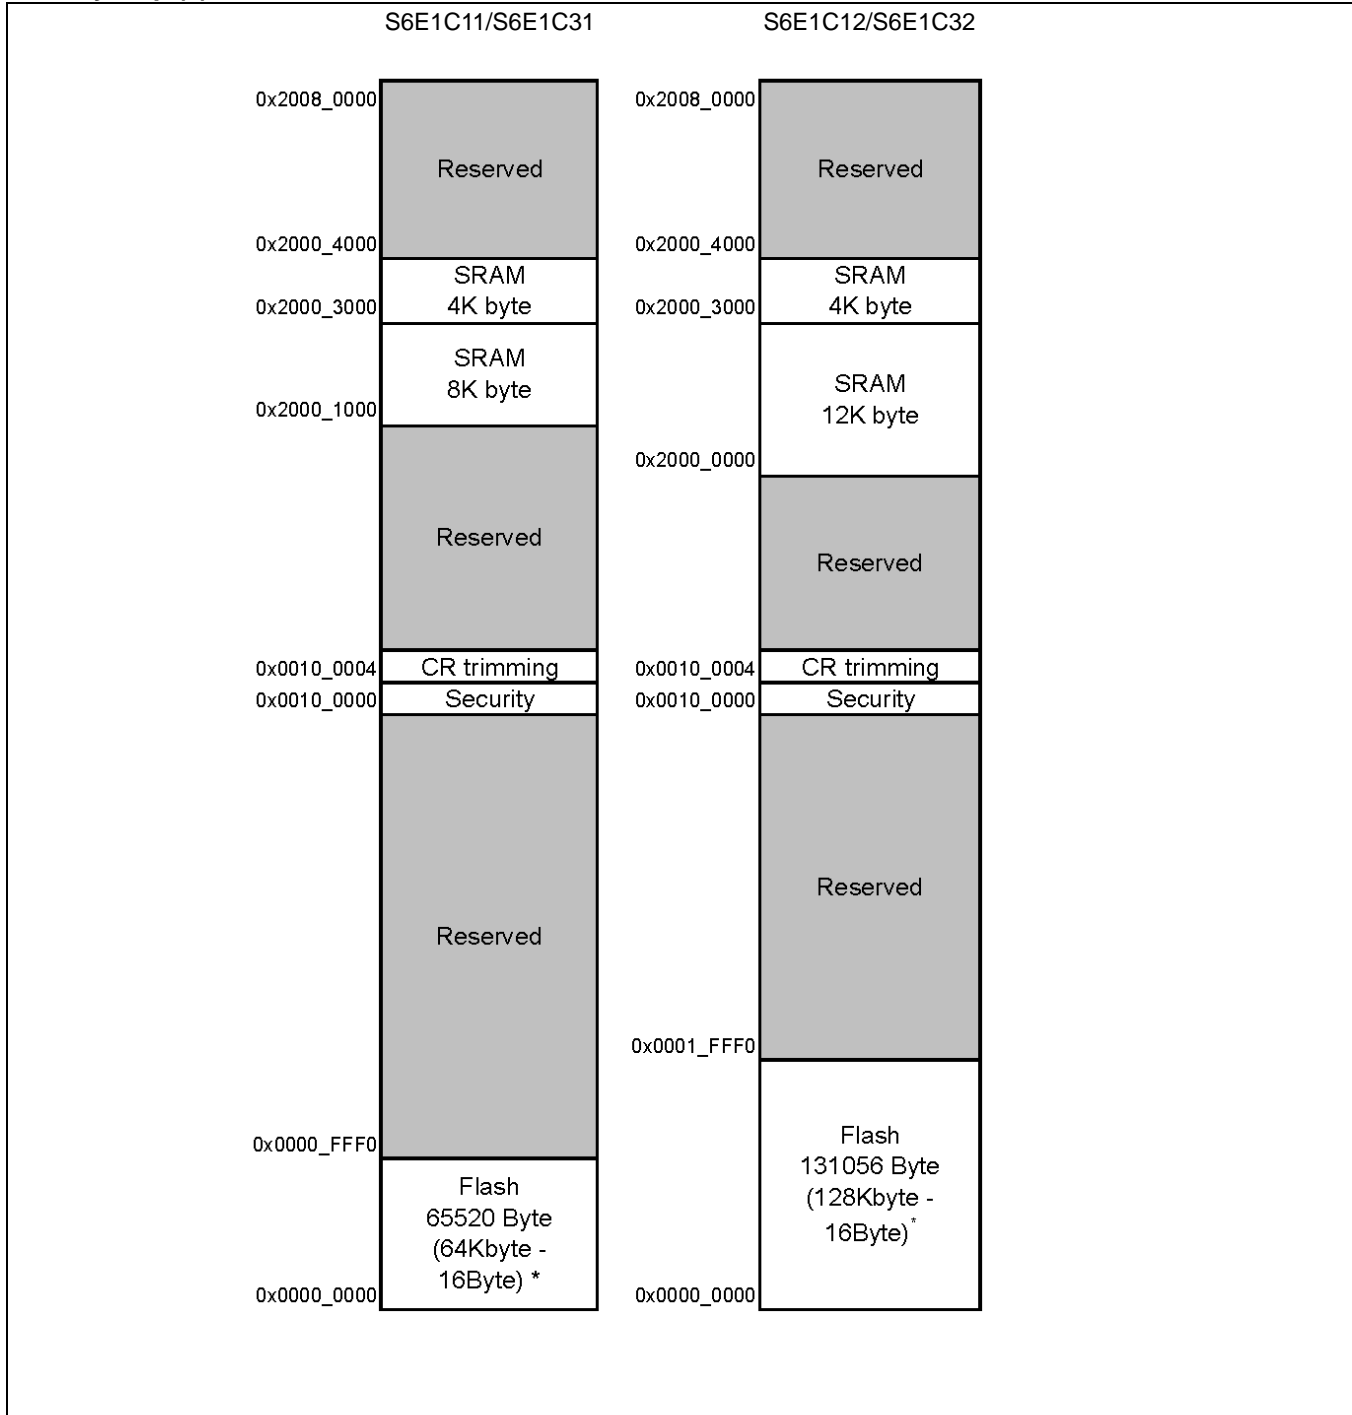 S6E1C11/S6E1C31
S6E1C12/S6E1C32
0x2008_0000
Reserved
0x2000_4000
SRAM
4K byte
0x2000_3000
SRAM
8K byte
0x2000_1000
Reserved
0x0010_0004
CR trimming
0x0010_0000
Security
Reserved
0x0000_FFF0
Flash
65520 Byte
(64Kbyte -
16Byte) *
0x0000_0000
0x2008_0000
Reserved
0x2000_4000
SRAM
4K byte
0x2000_3000
SRAM
12K byte
0x2000_0000
Reserved
0x0010_0004
CR trimming
0x0010_0000
Security
Reserved
0x0001_FFF0
Flash
131056 Byte
(128Kbyte -
16Byte)*
0x0000_0000